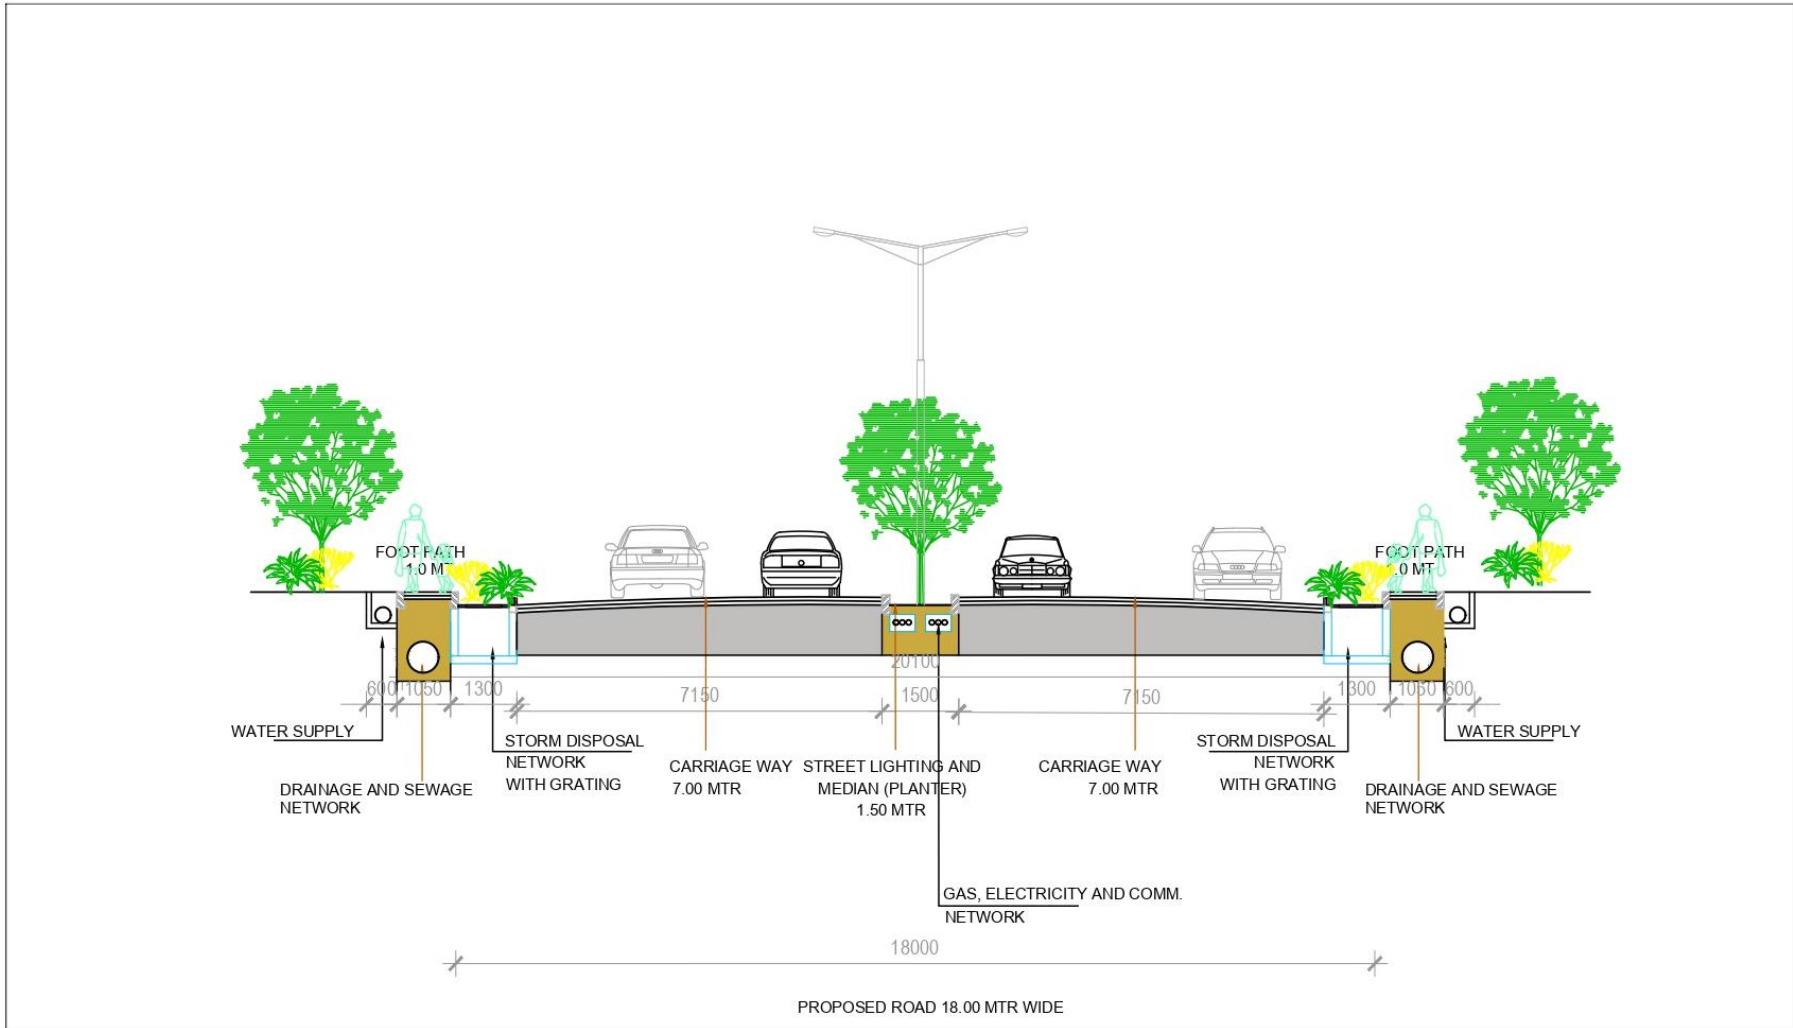 FOOT PATH
1.0 MT
FOOT PATH
1.0 MT
20100
600 1050 1300 7150 1500 7150 1300 1050 600
WATER SUPPLY
STORM DISPOSAL
NETWORK
WITH GRATING
DRAINAGE AND SEWAGE
NETWORK
CARRIAGE WAY
7.00 MTR
STREET LIGHTING AND
MEDIAN (PLANTER)
1.50 MTR
CARRIAGE WAY
7.00 MTR
STORM DISPOSAL
NETWORK
WITH GRATING
WATER SUPPLY
DRAINAGE AND SEWAGE
NETWORK
GAS, ELECTRICITY AND COMM.
NETWORK
18000
PROPOSED ROAD 18.00 MTR WIDE